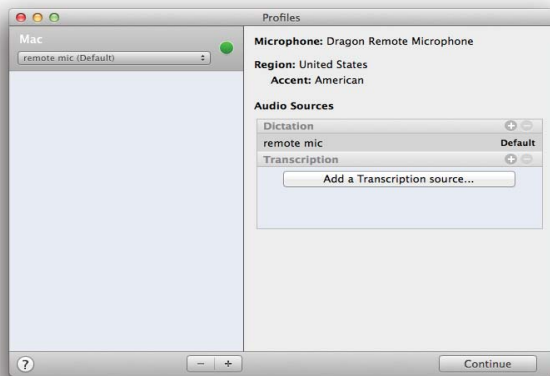 Profiles
Mac
remote mic (Default)
Microphone: Dragon Remote Microphone
Region: United States
Accent: American
Audio Sources
Dictation
remote mic Default
Transcription
Add a Transcription source...
?
− +
Continue